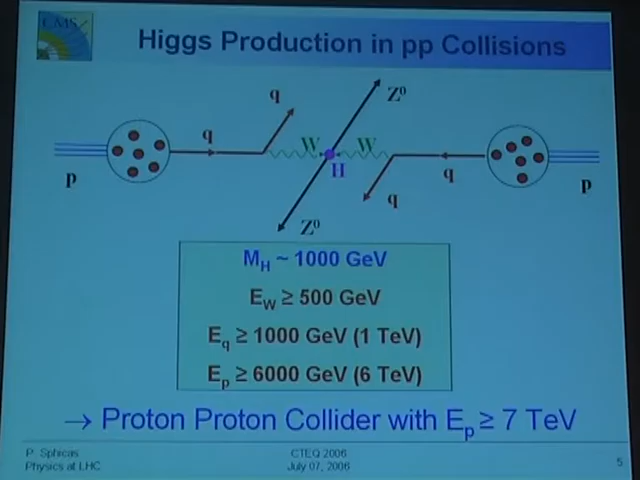 CMS
Higgs Production in pp Collisions
q
Z⁰
q
W
W
p
H
q
q
p
Z⁰
M_H ~ 1000 GeV
E_W ≥ 500 GeV
E_q ≥ 1000 GeV (1 TeV)
E_p ≥ 6000 GeV (6 TeV)
→ Proton Proton Collider with E_p ≥ 7 TeV
P. Sphicas
Physics at LHC
CTEQ 2006
July 07, 2006
5